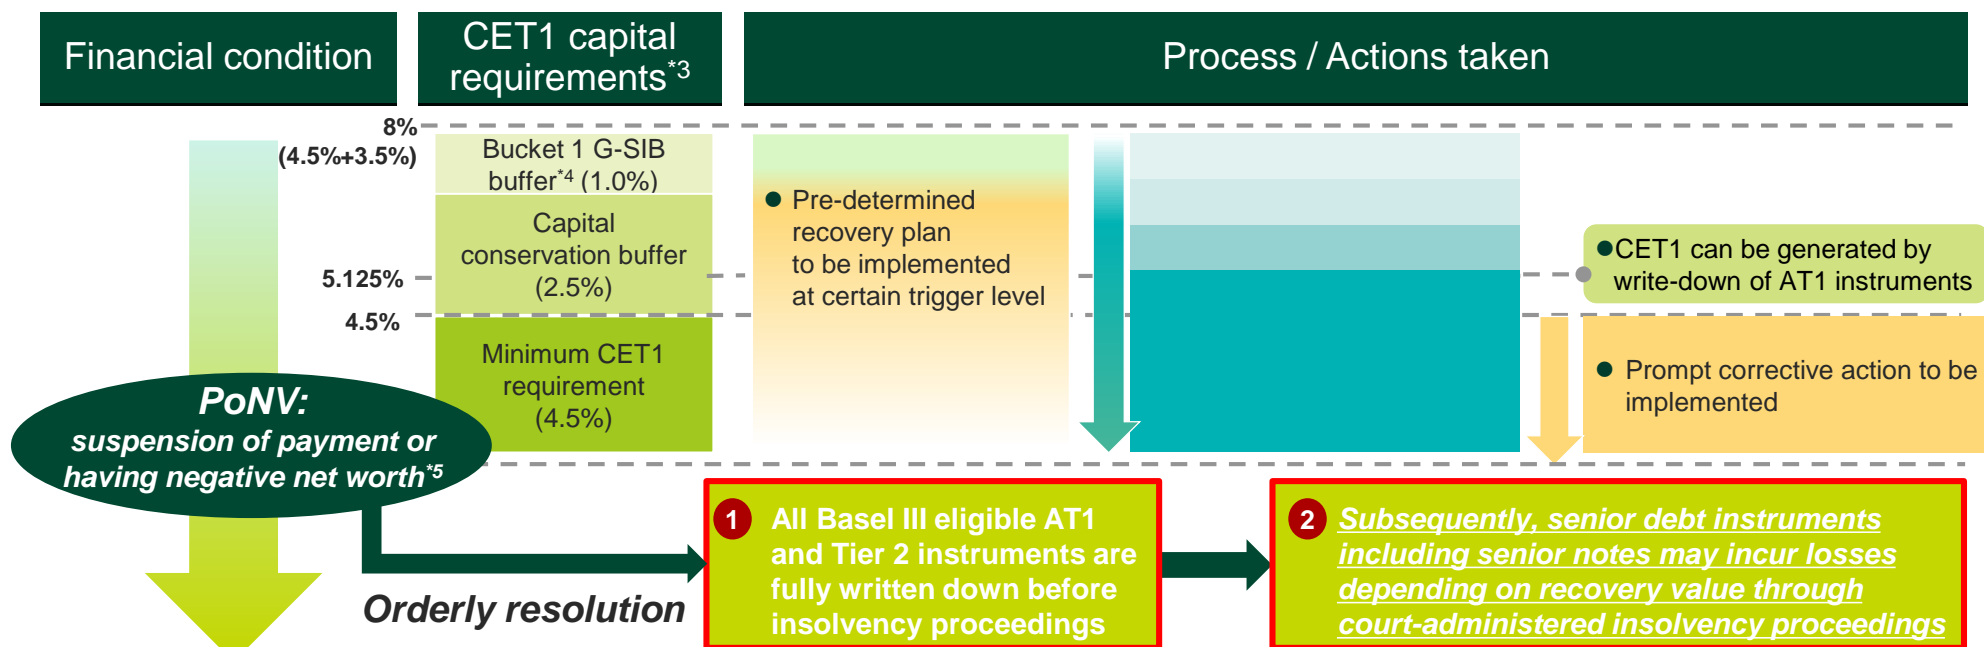 Financial condition
CET1 capital
requirements*3
Process / Actions taken
8%
(4.5%+3.5%)
5.125%
4.5%
Bucket 1 G-SIB
buffer*4 (1.0%)
Capital
conservation buffer
(2.5%)
Minimum CET1
requirement
(4.5%)
● Pre-determined
recovery plan
to be implemented
at certain trigger level
●CET1 can be generated by
write-down of AT1 instruments
● Prompt corrective action to be
implemented
PoNV:
suspension of payment or
having negative net worth*5
Orderly resolution
1 All Basel III eligible AT1
and Tier 2 instruments are
fully written down before
insolvency proceedings
2 Subsequently, senior debt instruments
including senior notes may incur losses
depending on recovery value through
court-administered insolvency proceedings